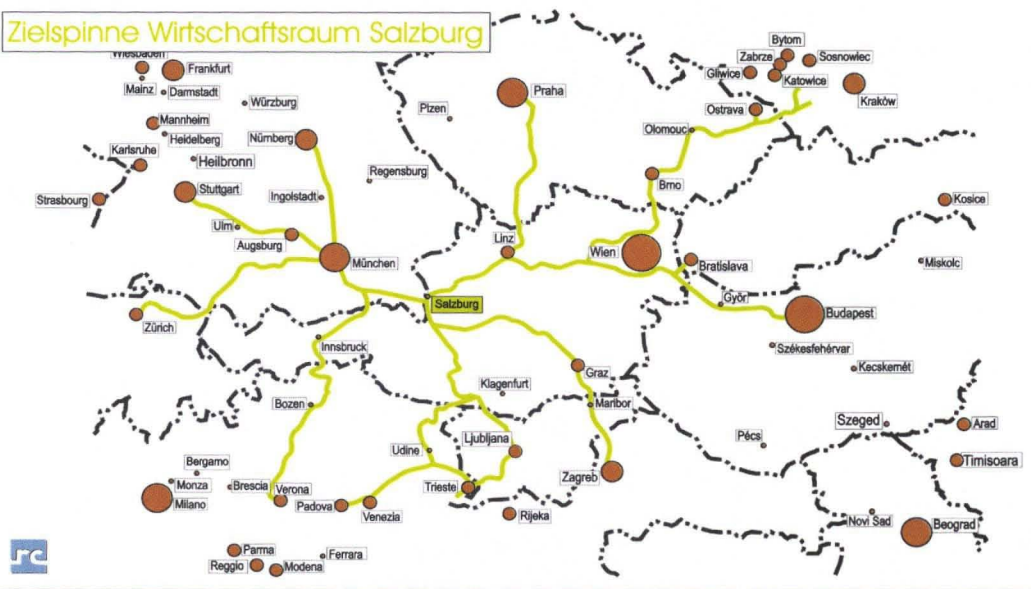 Zielspinne Wirtschaftsraum Salzburg
Wiesbaden
Frankfurt
Mainz
Darmstadt
Würzburg
Mannheim
Heidelberg
Karlsruhe
Heilbronn
Nürnberg
Strasbourg
Stuttgart
Ingolstadt
Regensburg
Ulm
Augsburg
München
Zürich
Plzen
Praha
Bytom
Zabrze
Sosnowiec
Gliwice
Katowice
Kraków
Ostrava
Olomouc
Brno
Kosice
Linz
Wien
Bratislava
Miskolc
Györ
Budapest
Salzburg
Székesfehérvar
Kecskemét
Innsbruck
Graz
Klagenfurt
Maribor
Bozen
Szeged
Arad
Pécs
Udine
Ljubljana
Timisoara
Bergamo
Monza
Brescia
Verona
Milano
Padova
Venezia
Trieste
Zagreb
Rijeka
Novi Sad
Beograd
Parma
Ferrara
Reggio
Modena
rc